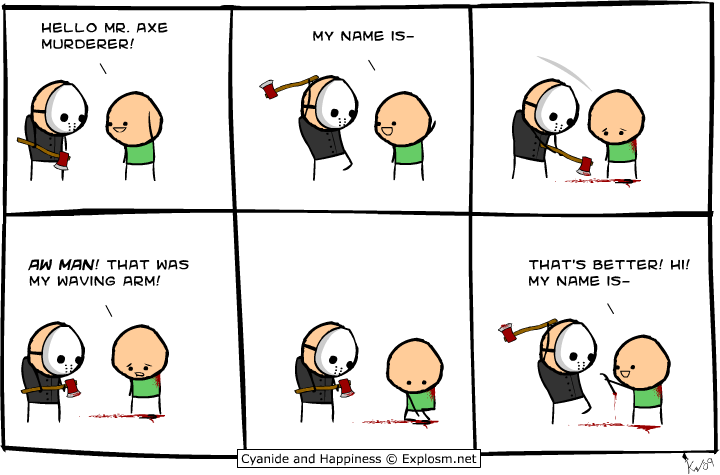 HELLO MR. AXE
MURDERER!
MY NAME IS-
AW MAN! THAT WAS
MY WAVING ARM!
THAT'S BETTER! HI!
MY NAME IS-
Cyanide and Happiness © Explosm.net